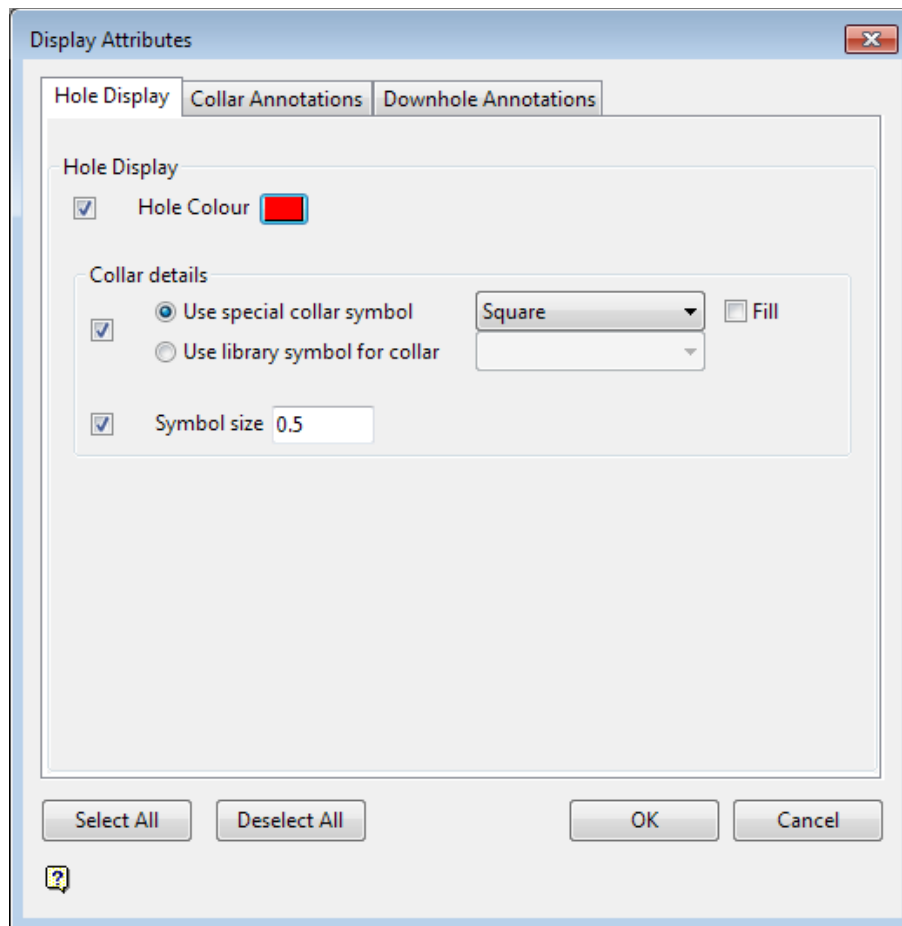 Display Attributes
Hole Display Collar Annotations Downhole Annotations
Hole Display
Hole Colour
Collar details
Use special collar symbol Square Fill
Use library symbol for collar
Symbol size 0.5
Select All Deselect All OK Cancel
?